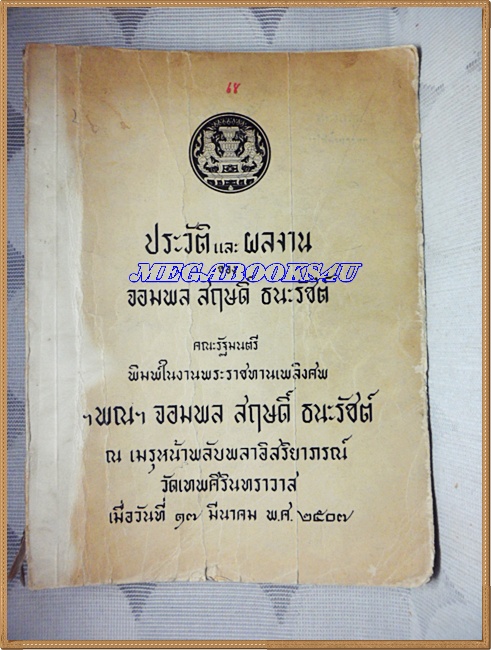 ๖๘
ประวัติและผลงาน
ของ
MEGABOOKS4U
จอมพล สฤษดิ์ ธนะรัชต์
คณะรัฐมนตรี
พิมพ์ในงานพระราชทานเพลิงศพ
ฯพณฯ จอมพล สฤษดิ์ ธนะรัชต์
ณ เมรุหน้าพลับพลาอิสริยาภรณ์
วัดเทพศิรินทราวาส
เมื่อวันที่ ๑๗ มีนาคม พ.ศ. ๒๕๐๗